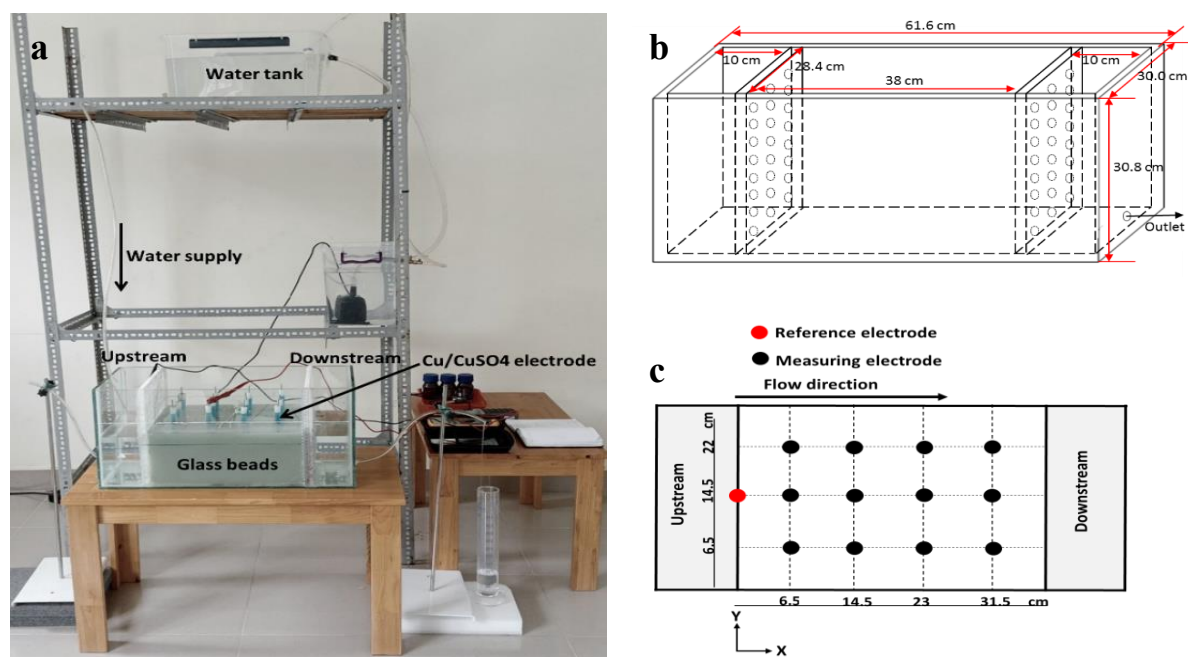 a
Water tank
Water supply
Upstream
Downstream
Cu/CuSO4 electrode
Glass beads
b
61.6 cm
10 cm
28.4 cm
38 cm
10 cm
30.0 cm
30.8 cm
Outlet
Reference electrode
Measuring electrode
c
Flow direction
cm
22
14.5
6.5
Upstream
Downstream
6.5 14.5 23 31.5 cm
Y
X